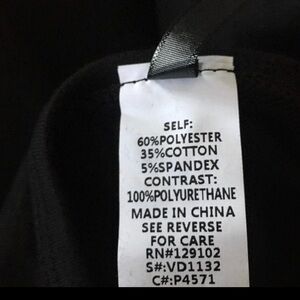 SELF:
60%POLYESTER
35%COTTON
5%SPANDEX
CONTRAST:
100%POLYURETHANE
MADE IN CHINA
SEE REVERSE
FOR CARE
RN#129102
S#:VD1132
C#:P4571